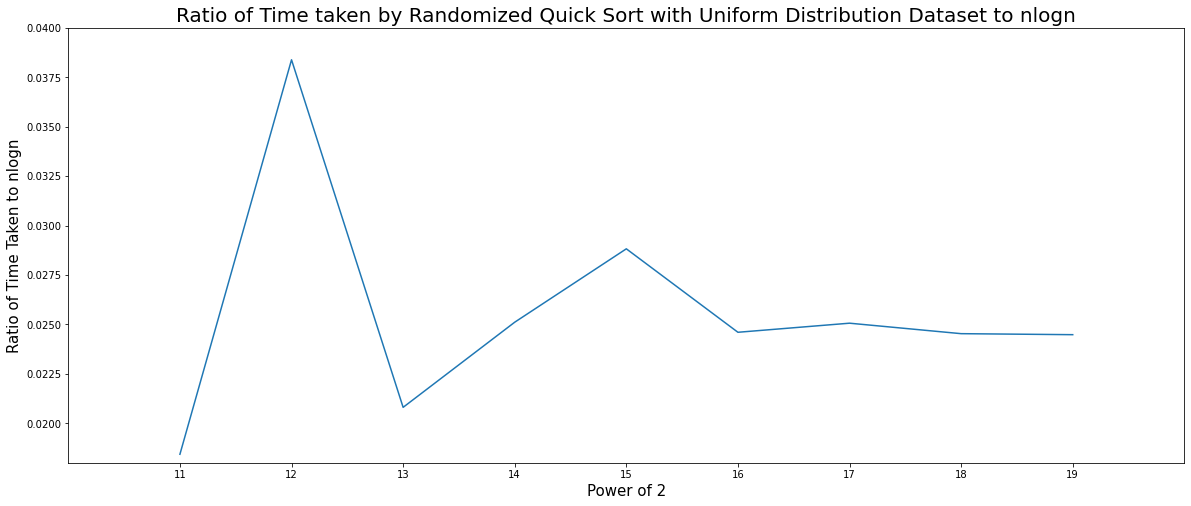 Ratio of Time taken by Randomized Quick Sort with Uniform Distribution Dataset to nlogn
Ratio of Time Taken to nlogn
0.0400
0.0375
0.0350
0.0325
0.0300
0.0275
0.0250
0.0225
0.0200
11 12 13 14 15 16 17 18 19
Power of 2